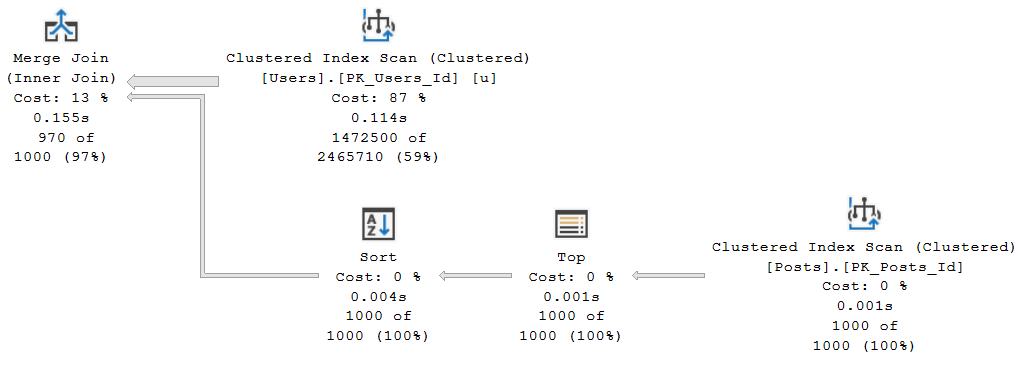 Merge Join
(Inner Join)
Cost: 13 %
0.155s
970 of
1000 (97%)
Clustered Index Scan (Clustered)
[Users].[PK_Users_Id] [u]
Cost: 87 %
0.114s
1472500 of
2465710 (59%)
A
Z
Sort
Cost: 0 %
0.004s
1000 of
1000 (100%)
Top
Cost: 0 %
0.001s
1000 of
1000 (100%)
Clustered Index Scan (Clustered)
[Posts].[PK_Posts_Id]
Cost: 0 %
0.001s
1000 of
1000 (100%)